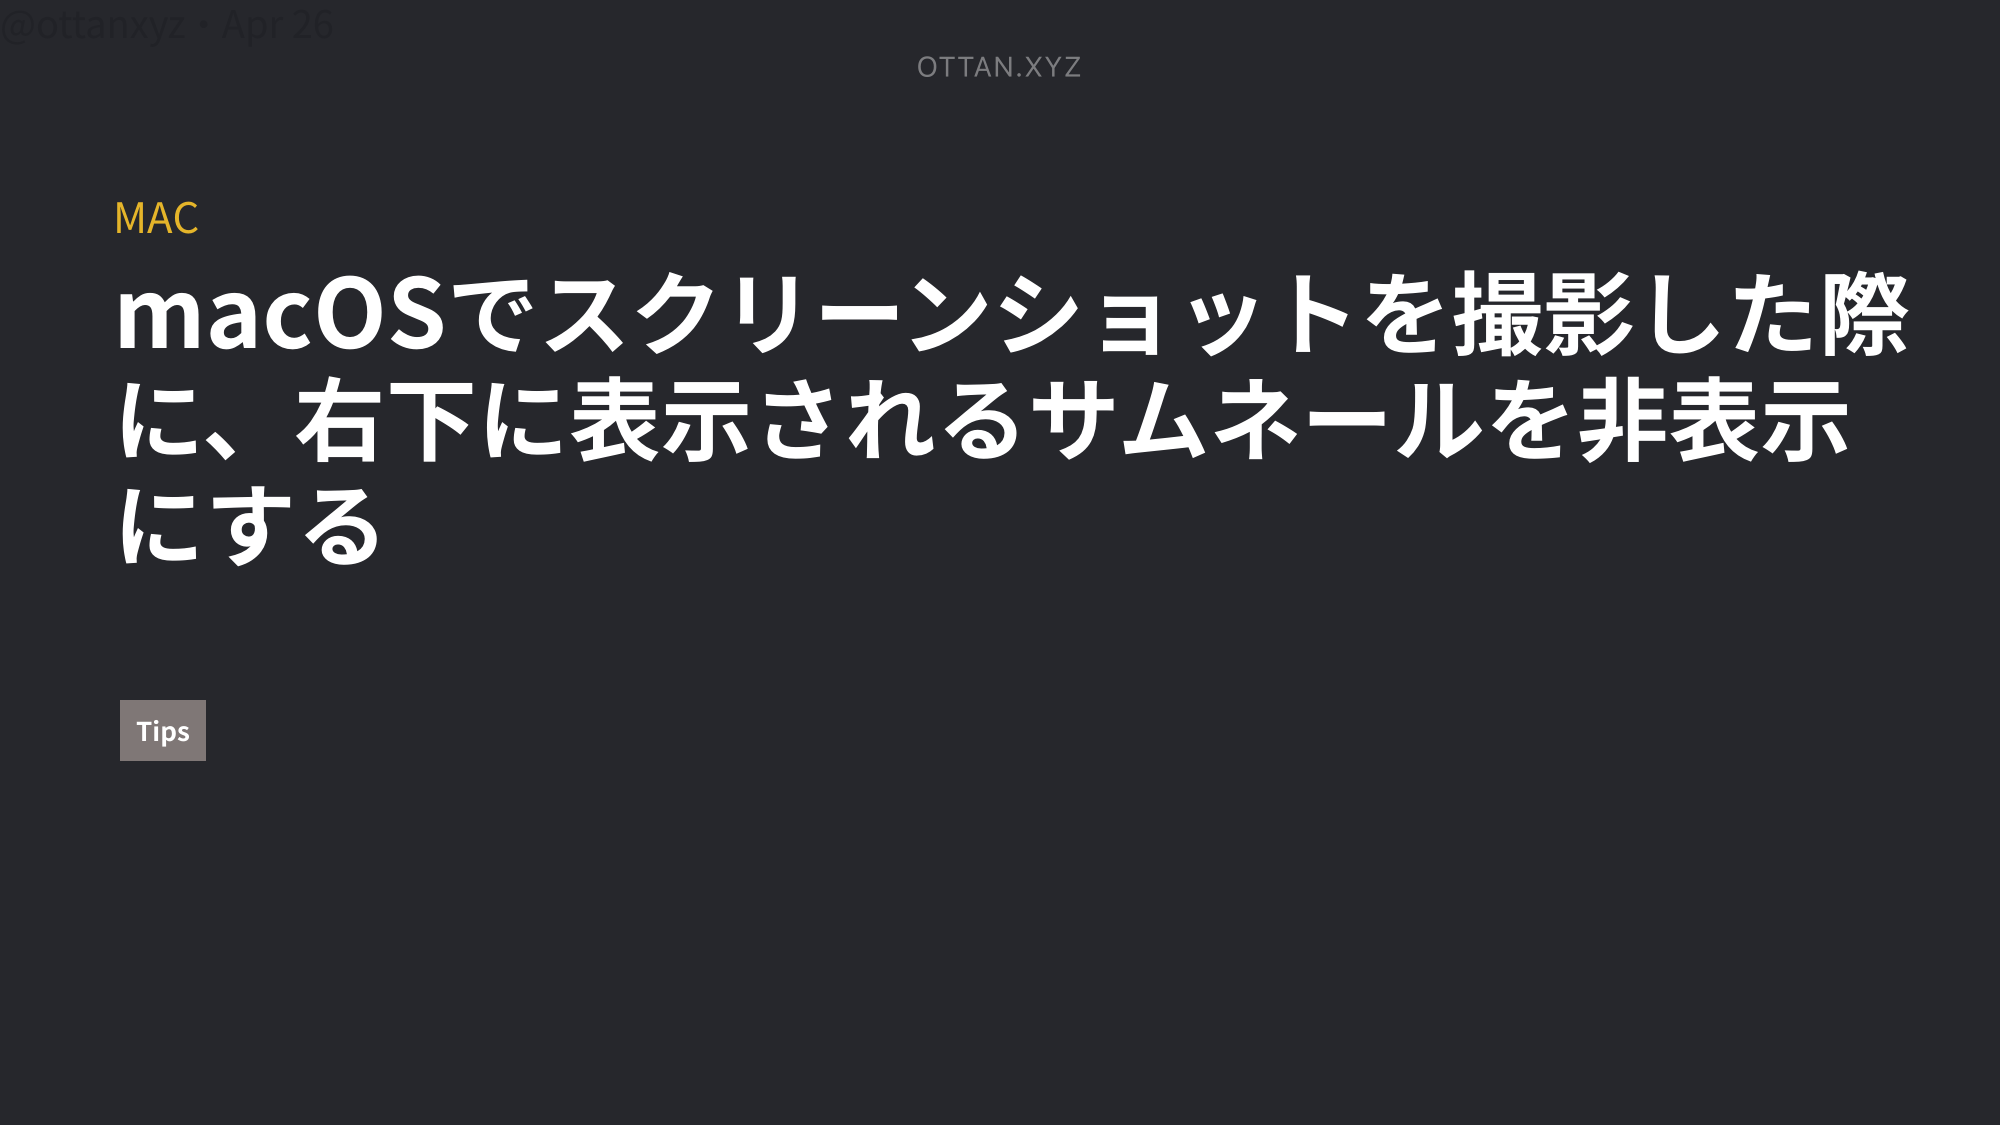 @ottanxyz・Apr 26
OTTAN.XYZ
MAC
macOSでスクリーンショットを撮影した際
に、右下に表示されるサムネールを非表示
にする
Tips